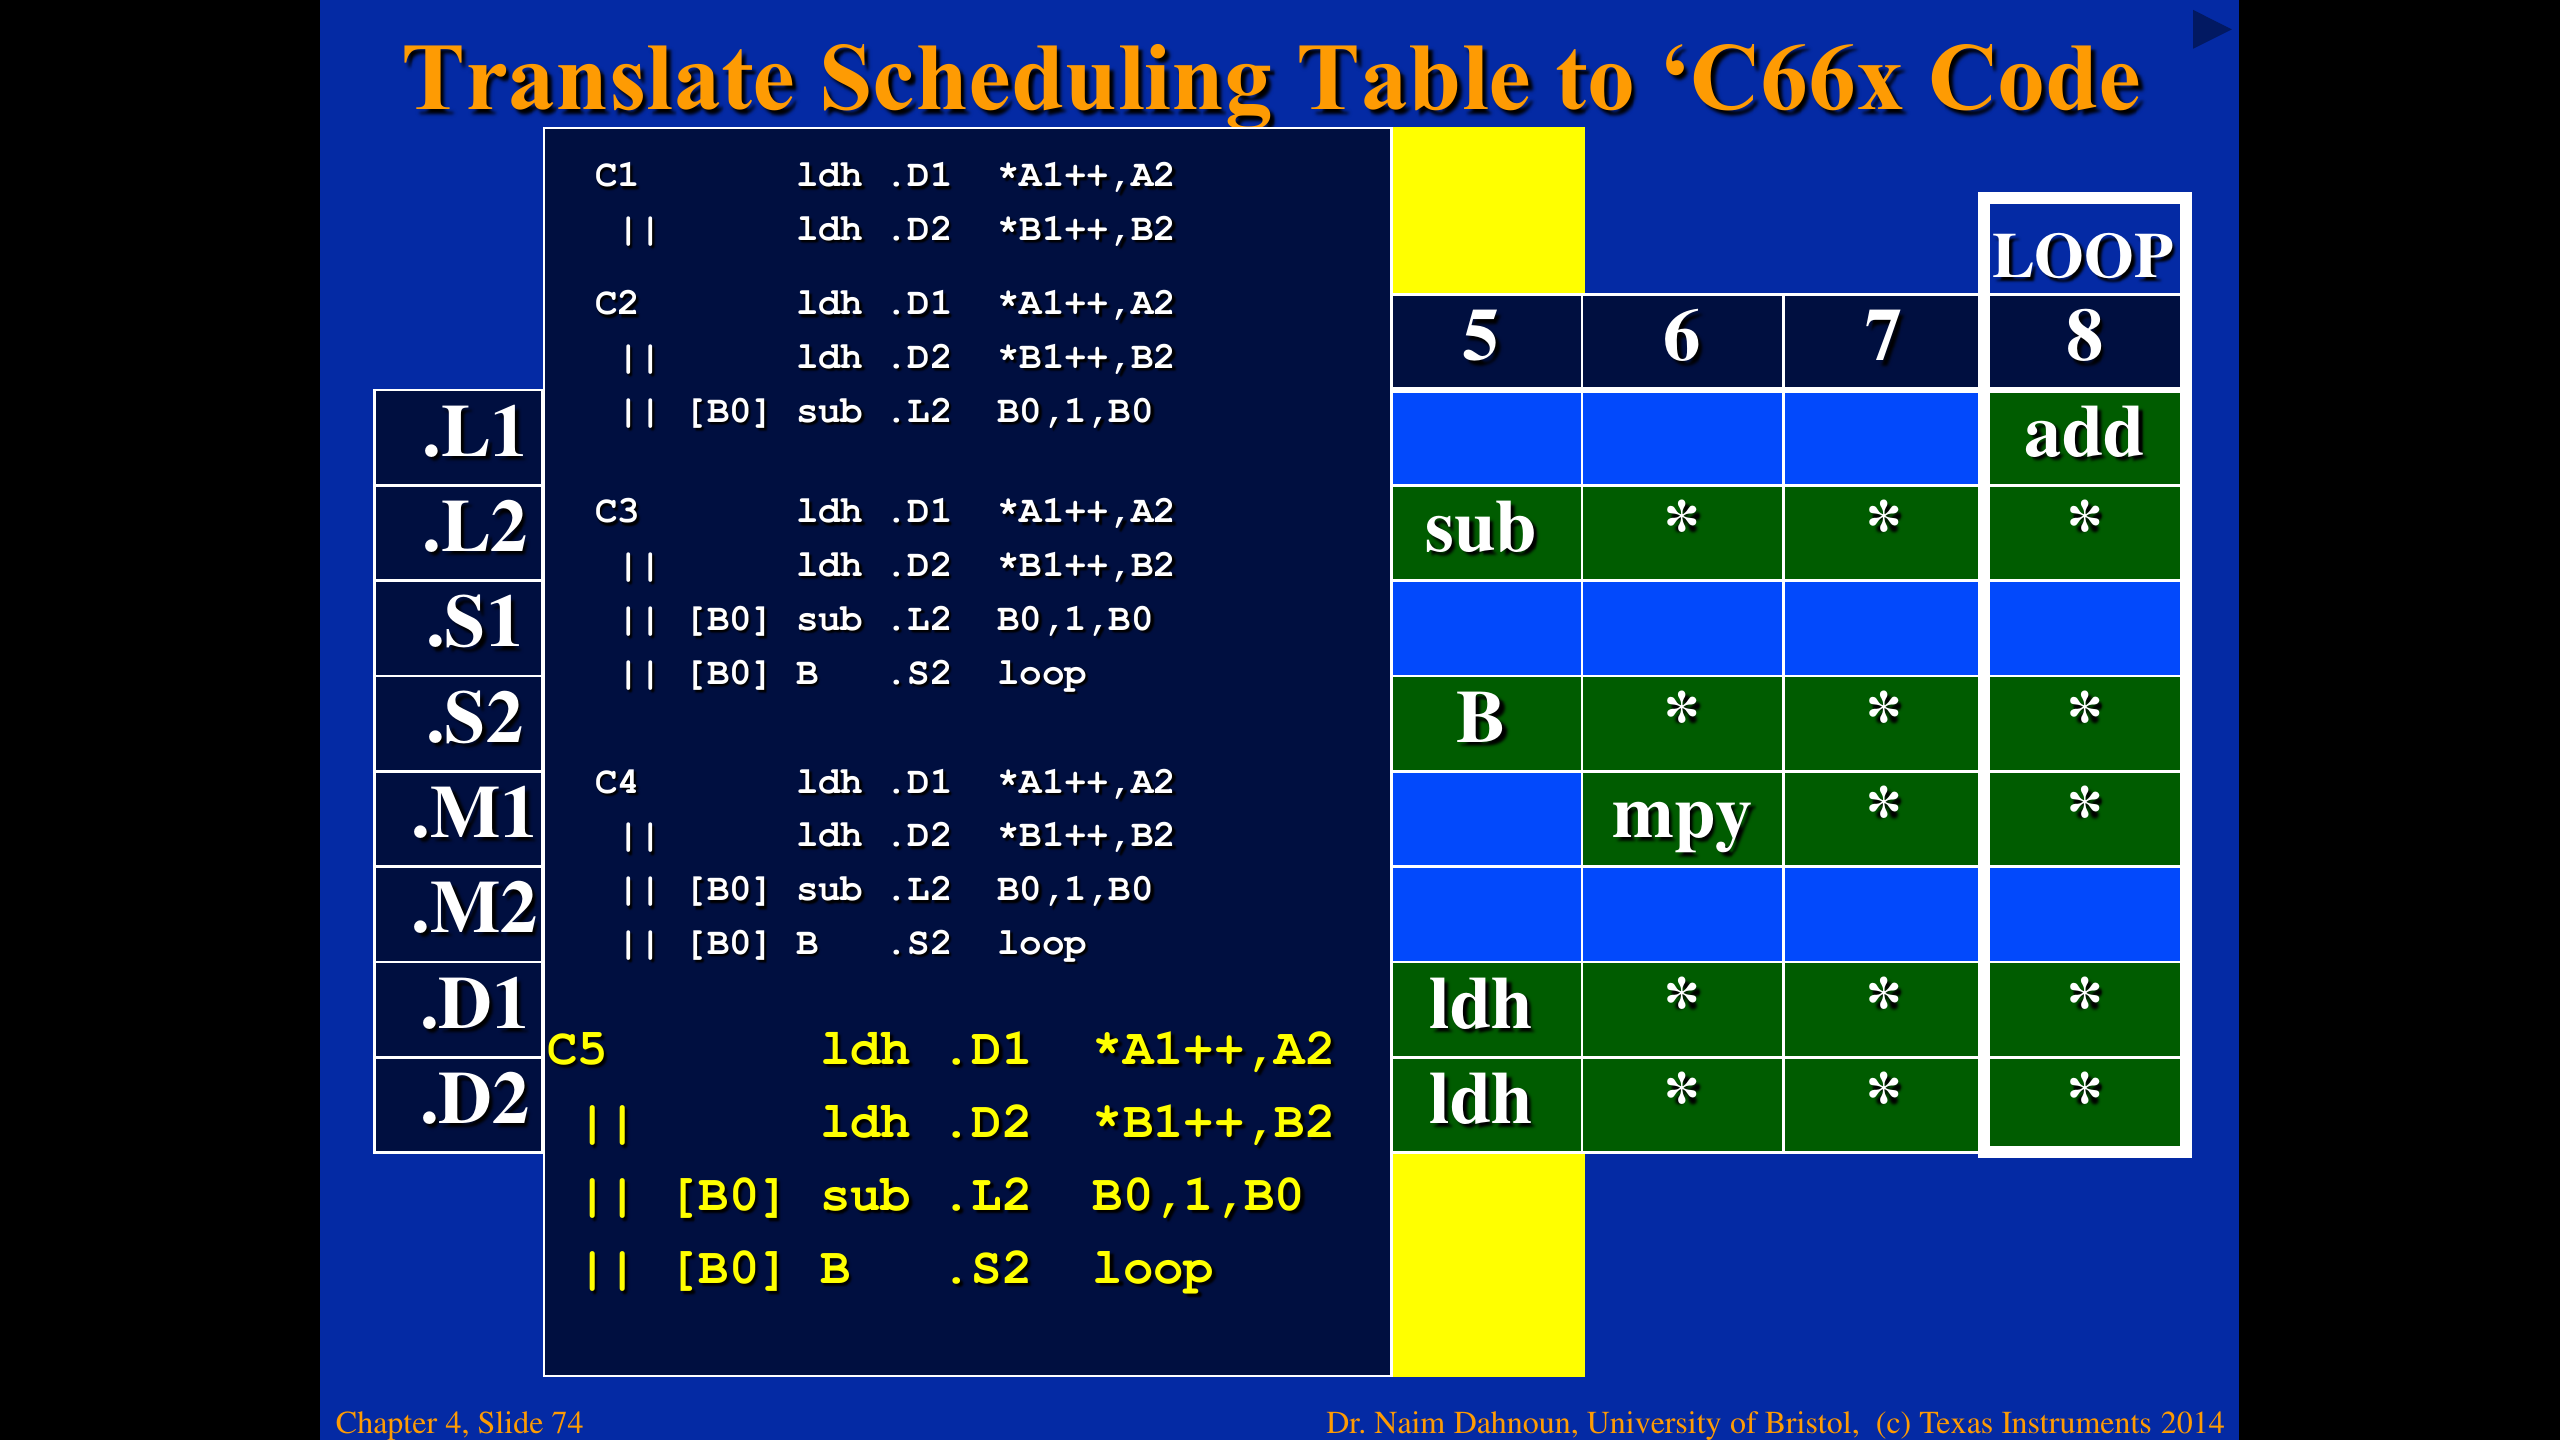 Translate Scheduling Table to ‘C66x Code
C1 ldh .D1 *A1++,A2
|| ldh .D2 *B1++,B2
C2 ldh .D1 *A1++,A2
|| ldh .D2 *B1++,B2
|| [B0] sub .L2 B0,1,B0
C3 ldh .D1 *A1++,A2
|| ldh .D2 *B1++,B2
|| [B0] sub .L2 B0,1,B0
|| [B0] B .S2 loop
C4 ldh .D1 *A1++,A2
|| ldh .D2 *B1++,B2
|| [B0] sub .L2 B0,1,B0
|| [B0] B .S2 loop
C5 ldh .D1 *A1++,A2
|| ldh .D2 *B1++,B2
|| [B0] sub .L2 B0,1,B0
|| [B0] B .S2 loop
LOOP
5 6 7 8
.L1 add
.L2 sub * * *
.S1
.S2 B * * *
.M1 mpy * *
.M2
.D1 ldh * * *
.D2 ldh * * *
Chapter 4, Slide 74
Dr. Naim Dahnoun, University of Bristol, (c) Texas Instruments 2014